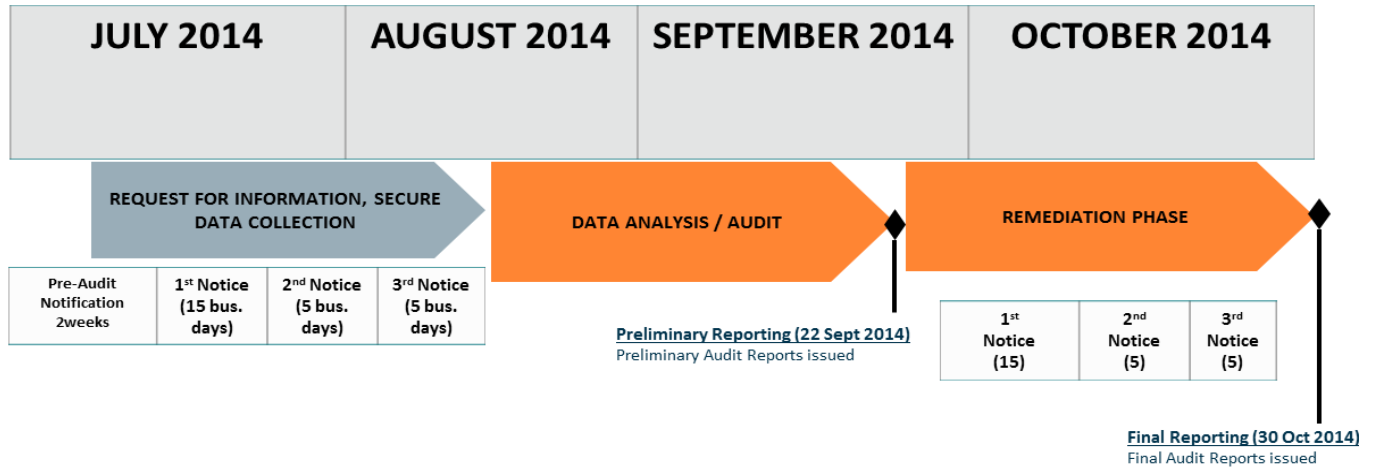 JULY 2014
AUGUST 2014
SEPTEMBER 2014
OCTOBER 2014
REQUEST FOR INFORMATION, SECURE
DATA COLLECTION
DATA ANALYSIS / AUDIT
REMEDIATION PHASE
Pre-Audit
Notification
2weeks
1st Notice
(15 bus.
days)
2nd Notice
(5 bus.
days)
3rd Notice
(5 bus.
days)
Preliminary Reporting (22 Sept 2014)
Preliminary Audit Reports issued
1st
Notice
(15)
2nd
Notice
(5)
3rd
Notice
(5)
Final Reporting (30 Oct 2014)
Final Audit Reports issued